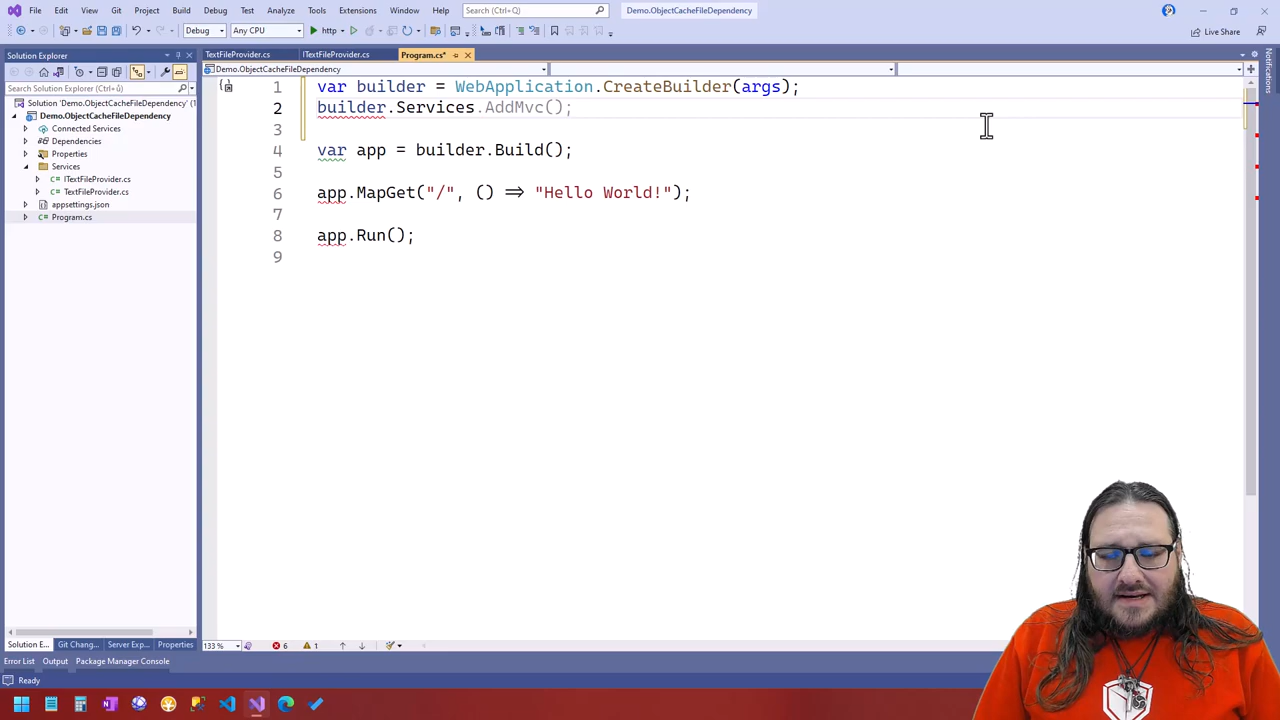 File Edit View Git Project Build Debug Test Analyze Tools Extensions Window Help Search (Ctrl+Q) Demo.ObjectCacheFileDependency
Debug Any CPU http Live Share
Solution Explorer
TextFileProvider.cs ITextFileProvider.cs Program.cs*
Demo.ObjectCacheFileDependency
Search Solution Explorer (Ctrl+ů)
Solution 'Demo.ObjectCacheFileDependency' (1
Demo.ObjectCacheFileDependency
Connected Services
Dependencies
Properties
Services
ITextFileProvider.cs
TextFileProvider.cs
appsettings.json
Program.cs
1 var builder = WebApplication.CreateBuilder(args);
2 builder.Services.AddMvc();
3
4 var app = builder.Build();
5
6 app.MapGet("/", () => "Hello World!");
7
8 app.Run();
9
Notifications
133 % 6 1
Solution E... Git Chang... Server Exp... Properties
Error List Output Package Manager Console
Ready